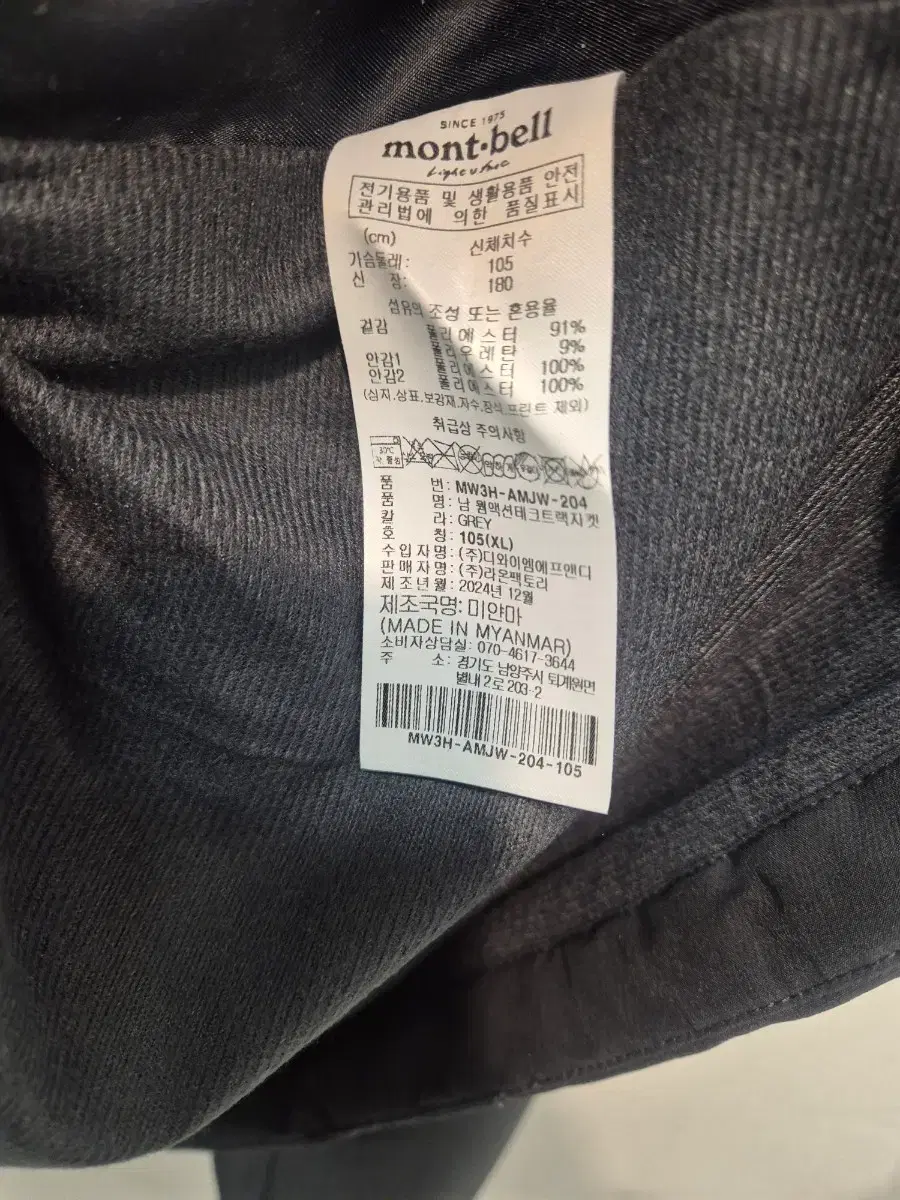 SINCE 1975
mont·bell
전기용품 및 생활용품 안전
관리법에 의한 품질표시
(cm) 신체치수
가슴둘레: 105
신 장: 180
섬유의 조성 또는 혼용율
겉감 폴리에스터 91%
폴리우레탄 9%
안감1 폴리에스터 100%
안감2 폴리에스터 100%
(심지,상표,보강재,자수,장식,프린트 제외)
취급상 주의사항
30℃
품 번: MW3H-AMJW-204
품 명: 남 웜액션테크트랙자켓
칼 라: GREY
호 칭: 105(XL)
수입자명: (주)디와이엠에프앤디
판매자명: (주)라온팩토리
제조년월: 2024년 12월
제조국명: 미얀마
(MADE IN MYANMAR)
소비자상담실: 070-4617-3644
주 소: 경기도 남양주시 퇴계원면
별내2로 203-2
MW3H-AMJW-204-105